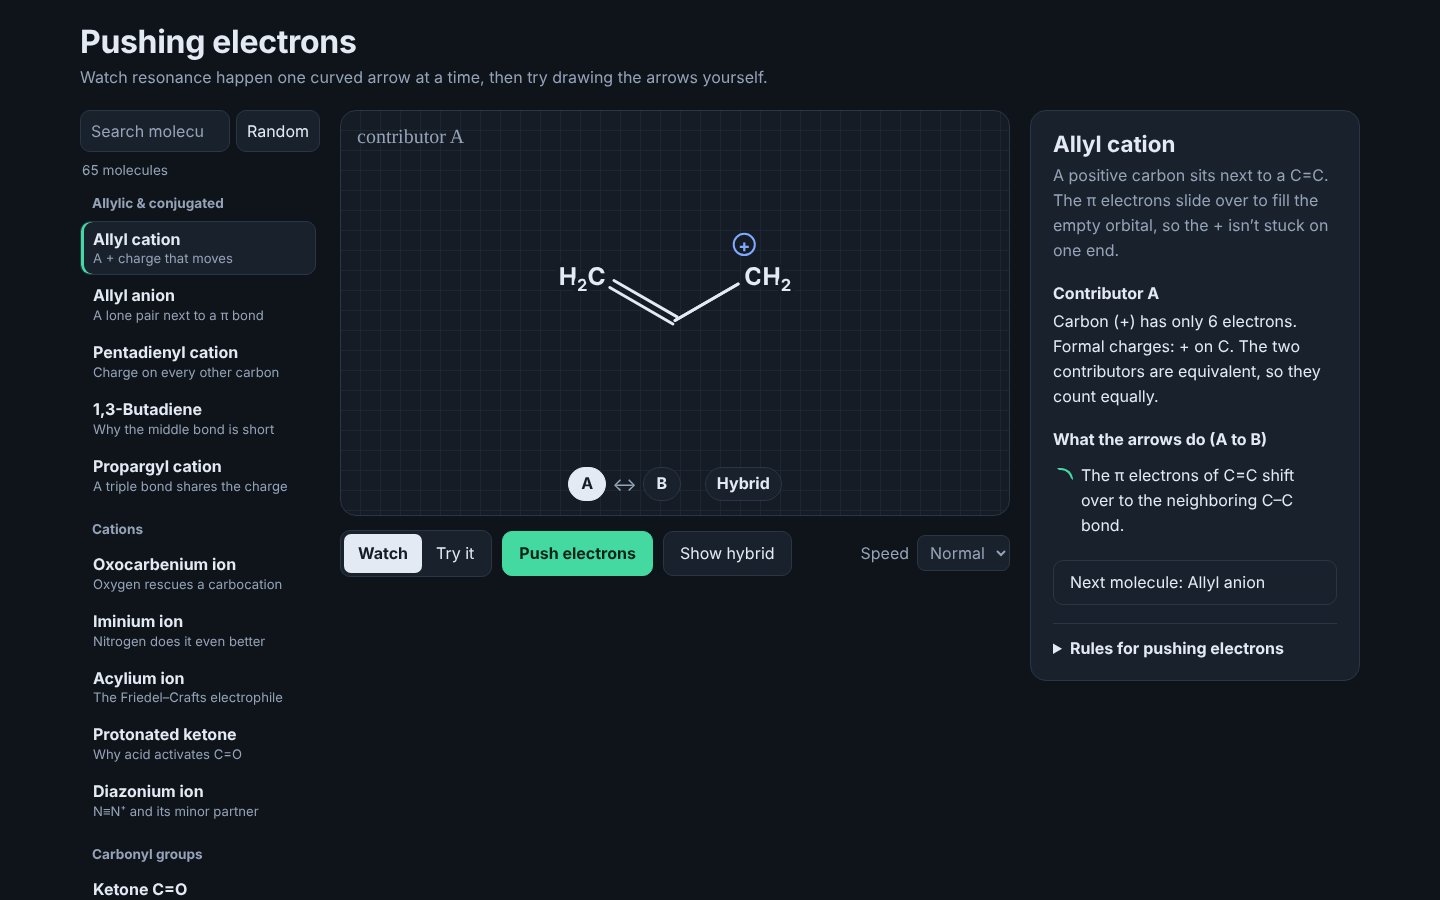 Pushing electrons
Watch resonance happen one curved arrow at a time, then try drawing the arrows yourself.
Search molecu
Random
65 molecules
Allylic & conjugated
Allyl cation
A + charge that moves
Allyl anion
A lone pair next to a π bond
Pentadienyl cation
Charge on every other carbon
1,3-Butadiene
Why the middle bond is short
Propargyl cation
A triple bond shares the charge
Cations
Oxocarbenium ion
Oxygen rescues a carbocation
Iminium ion
Nitrogen does it even better
Acylium ion
The Friedel–Crafts electrophile
Protonated ketone
Why acid activates C=O
Diazonium ion
N≡N⁺ and its minor partner
Carbonyl groups
Ketone C=O
contributor A
+
H₂C
CH₂
A ↔ B Hybrid
Watch Try it Push electrons Show hybrid Speed Normal
Allyl cation
A positive carbon sits next to a C=C.
The π electrons slide over to fill the
empty orbital, so the + isn’t stuck on
one end.
Contributor A
Carbon (+) has only 6 electrons.
Formal charges: + on C. The two
contributors are equivalent, so they
count equally.
What the arrows do (A to B)
The π electrons of C=C shift
over to the neighboring C–C
bond.
Next molecule: Allyl anion
Rules for pushing electrons